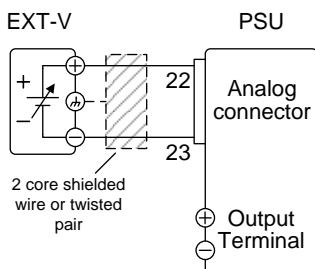 EXT-V
PSU
+
−
22
23
Analog
connector
2 core shielded
wire or twisted
pair
Output
Terminal